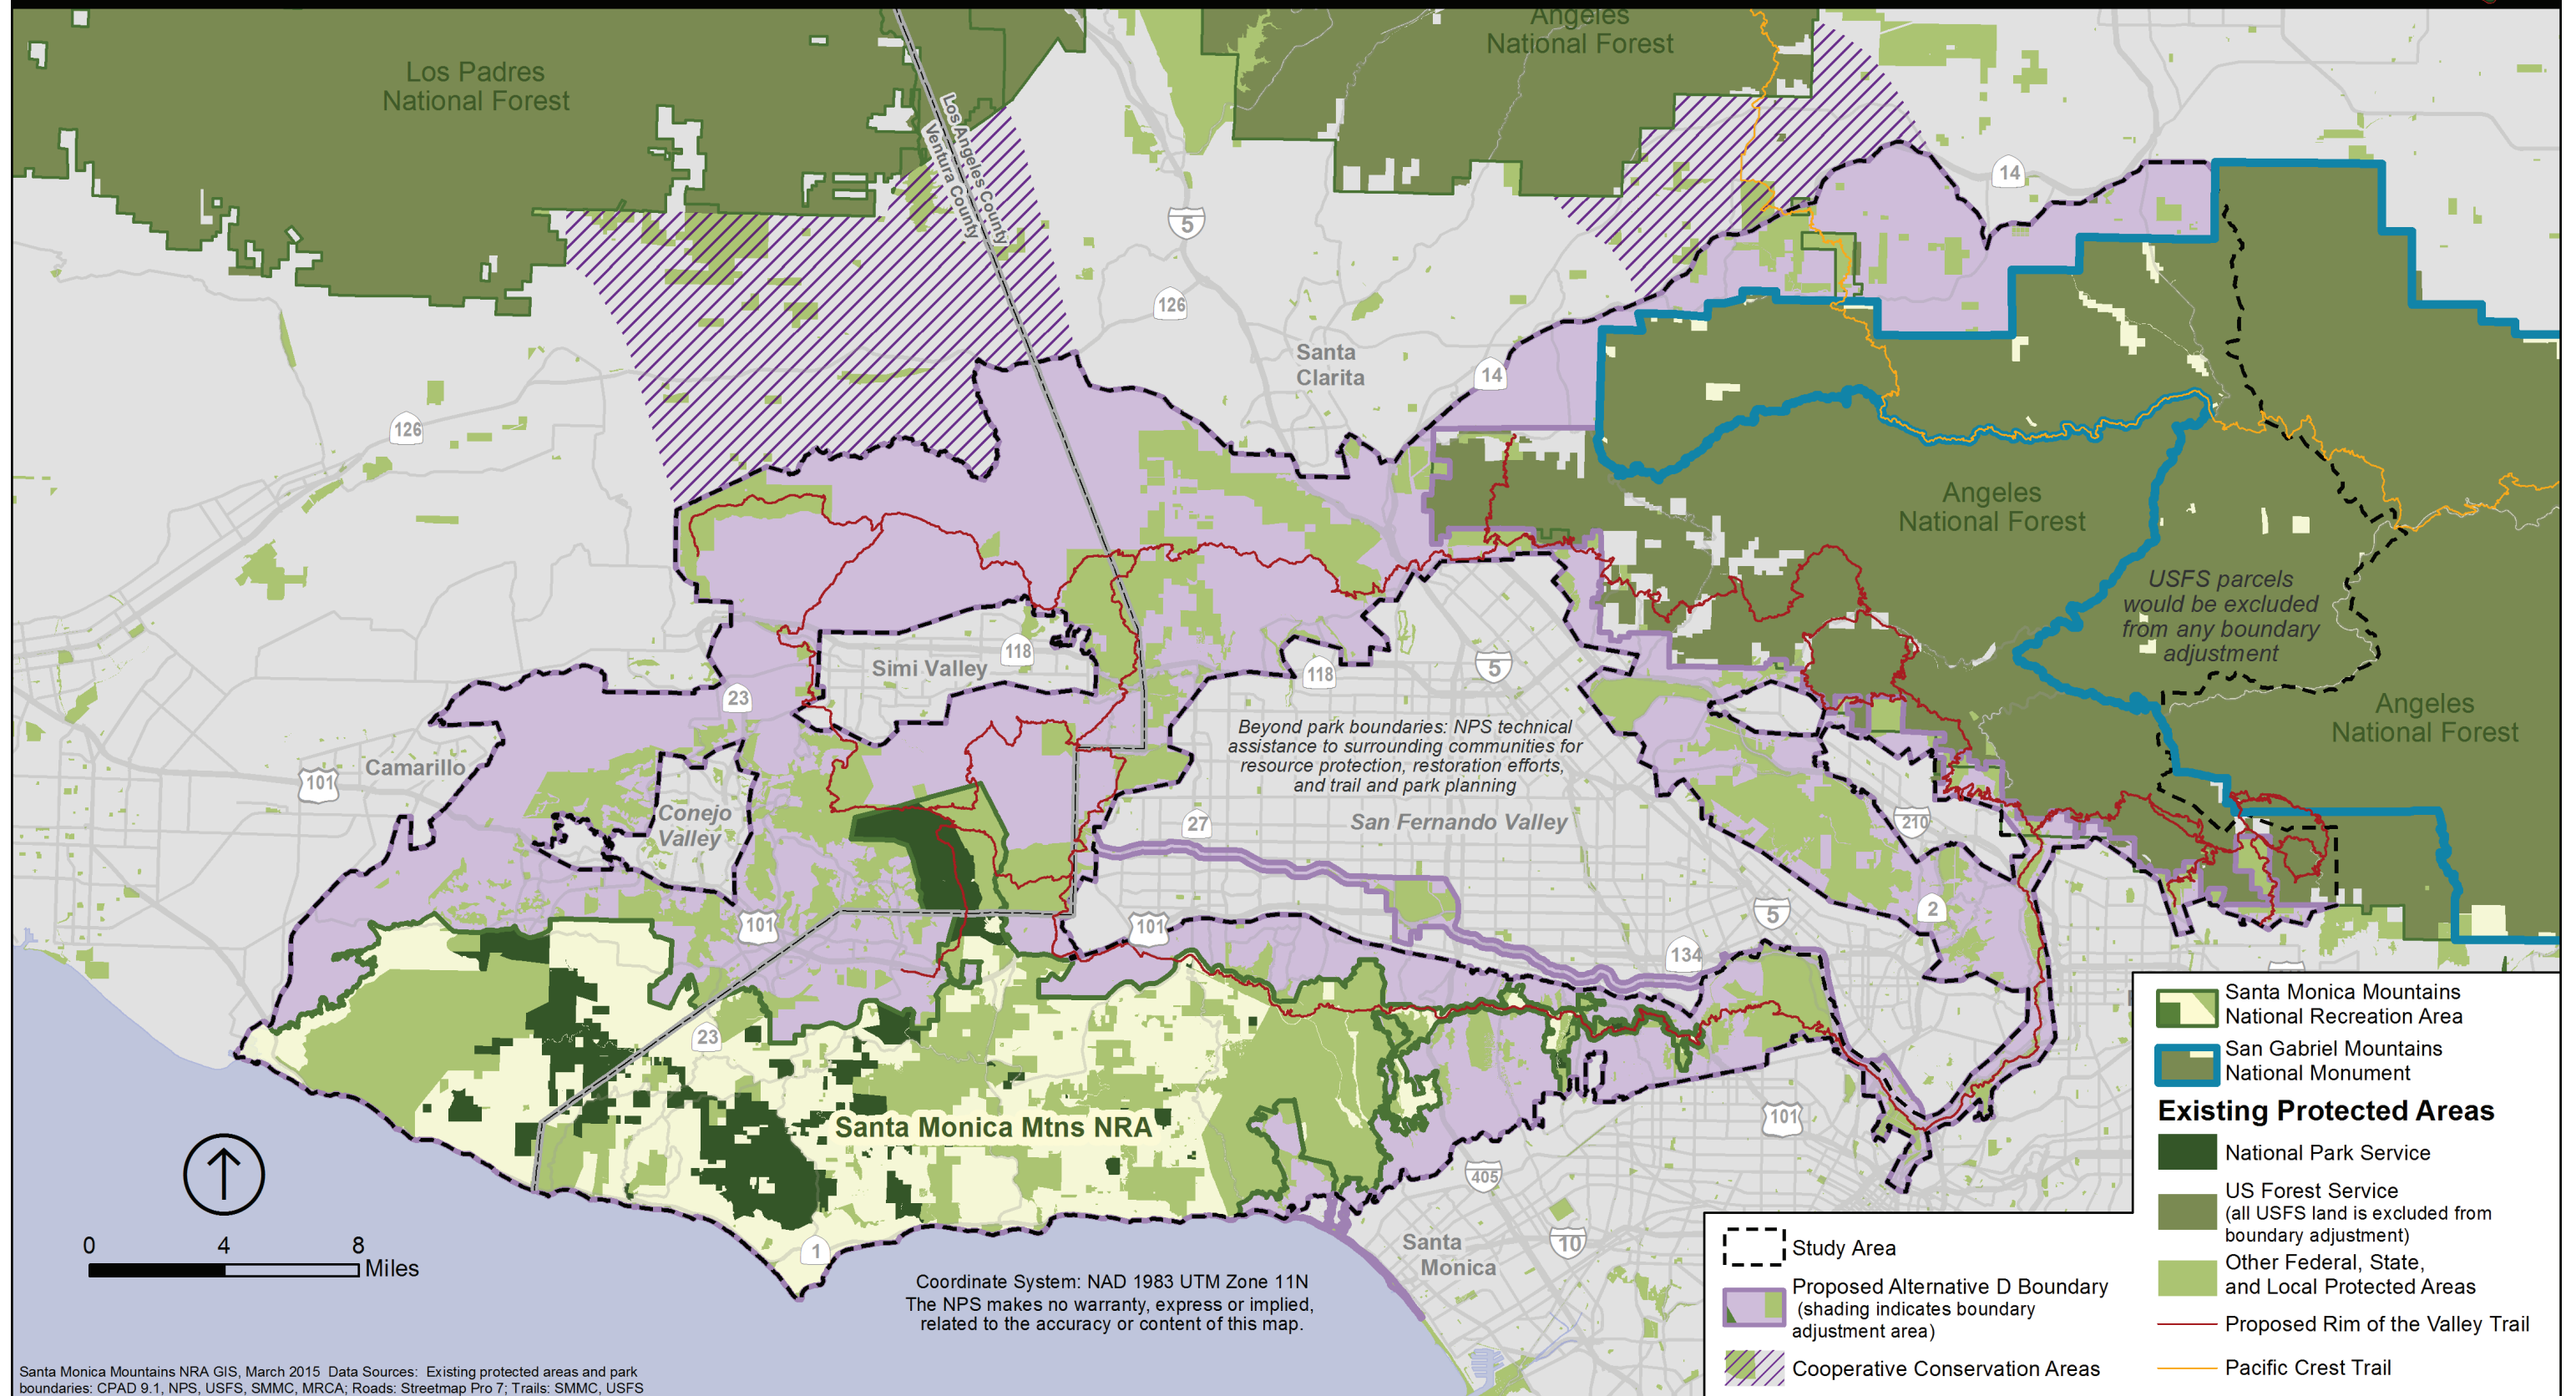 Los Padres
National Forest
Angeles
National Forest
Los Angeles County
Ventura County
5
14
126
126
Santa
Clarita
14
Angeles
National Forest
USFS parcels
would be excluded
from any boundary
adjustment
Angeles
National Forest
118
Simi Valley
118
5
23
Beyond park boundaries: NPS technical
assistance to surrounding communities for
resource protection, restoration efforts,
and trail and park planning
Camarillo
101
Conejo
Valley
27
San Fernando Valley
210
101
101
5
2
134
23
Santa Monica Mtns NRA
101
405
10
Santa
Monica
1
0 4 8
Miles
Coordinate System: NAD 1983 UTM Zone 11N
The NPS makes no warranty, express or implied,
related to the accuracy or content of this map.
Santa Monica Mountains NRA GIS, March 2015 Data Sources: Existing protected areas and park
boundaries: CPAD 9.1, NPS, USFS, SMMC, MRCA; Roads: Streetmap Pro 7; Trails: SMMC, USFS
Study Area
Proposed Alternative D Boundary
(shading indicates boundary
adjustment area)
Cooperative Conservation Areas
Santa Monica Mountains
National Recreation Area
San Gabriel Mountains
National Monument
Existing Protected Areas
National Park Service
US Forest Service
(all USFS land is excluded from
boundary adjustment)
Other Federal, State,
and Local Protected Areas
Proposed Rim of the Valley Trail
Pacific Crest Trail